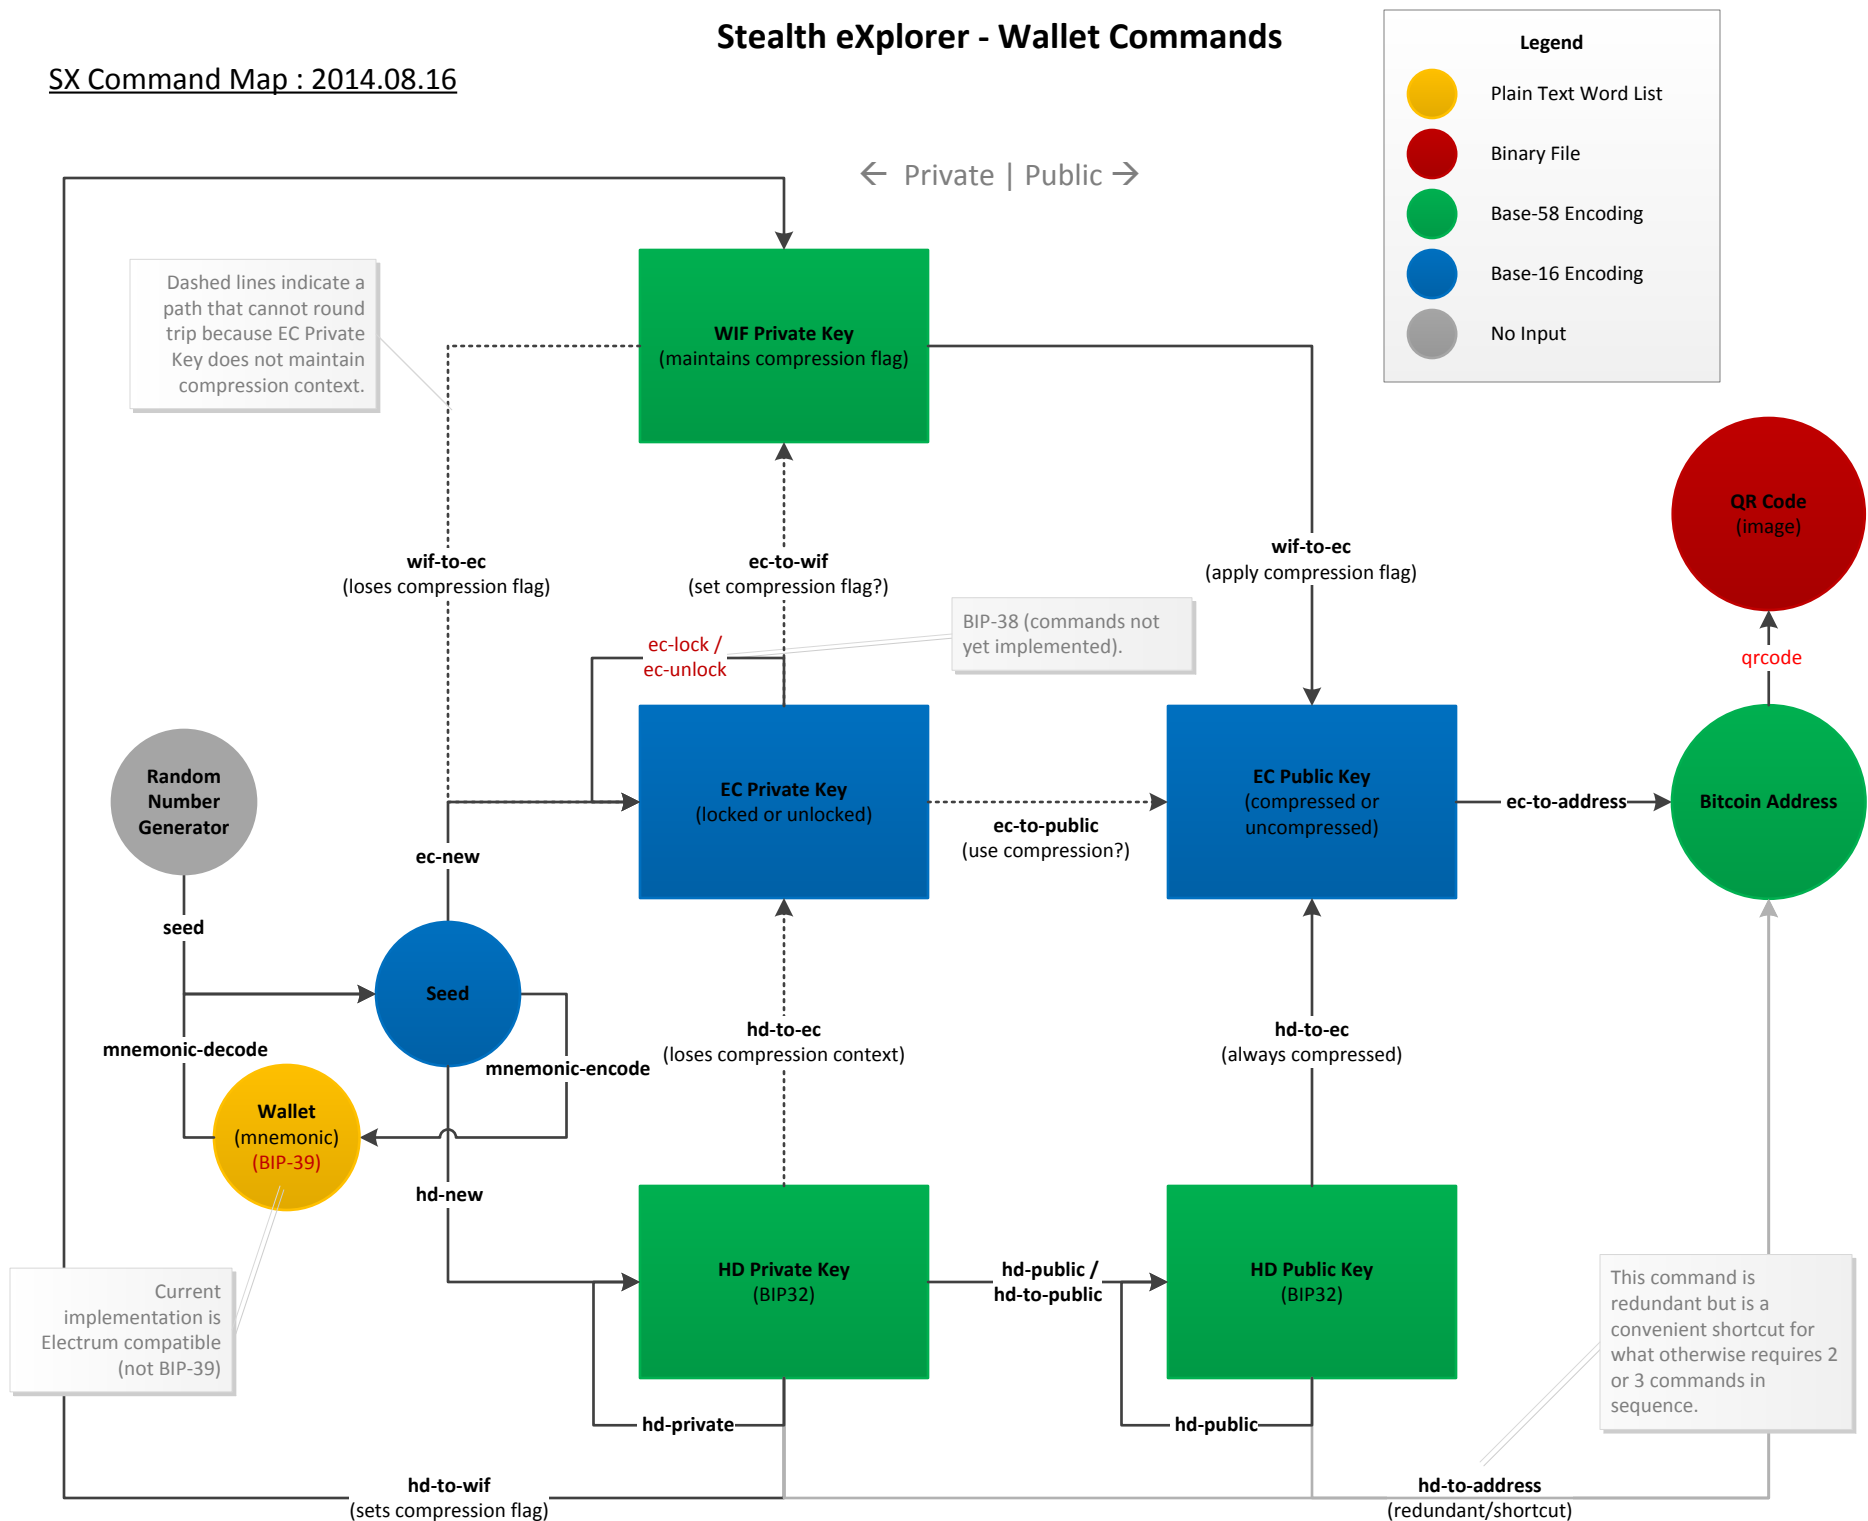 Stealth eXplorer - Wallet Commands
SX Command Map : 2014.08.16
Legend
Plain Text Word List
Binary File
Base-58 Encoding
Base-16 Encoding
No Input
← Private | Public →
Dashed lines indicate a
path that cannot round
trip because EC Private
Key does not maintain
compression context.
WIF Private Key
(maintains compression flag)
QR Code
(image)
wif-to-ec
(loses compression flag)
ec-to-wif
(set compression flag?)
wif-to-ec
(apply compression flag)
BIP-38 (commands not
yet implemented).
ec-lock /
ec-unlock
qrcode
Random
Number
Generator
EC Private Key
(locked or unlocked)
EC Public Key
(compressed or
uncompressed)
ec-to-address
Bitcoin Address
ec-to-public
(use compression?)
ec-new
seed
Seed
mnemonic-decode
mnemonic-encode
hd-to-ec
(loses compression context)
hd-to-ec
(always compressed)
Wallet
(mnemonic)
(BIP-39)
hd-new
Current
implementation is
Electrum compatible
(not BIP-39)
HD Private Key
(BIP32)
hd-public /
hd-to-public
HD Public Key
(BIP32)
This command is
redundant but is a
convenient shortcut for
what otherwise requires 2
or 3 commands in
sequence.
hd-private
hd-public
hd-to-wif
(sets compression flag)
hd-to-address
(redundant/shortcut)